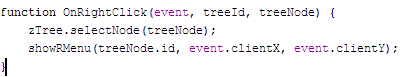 function OnRightClick(event, treeId, treeNode) {
    zTree.selectNode(treeNode);
    showRMenu(treeNode.id, event.clientX, event.clientY);
}